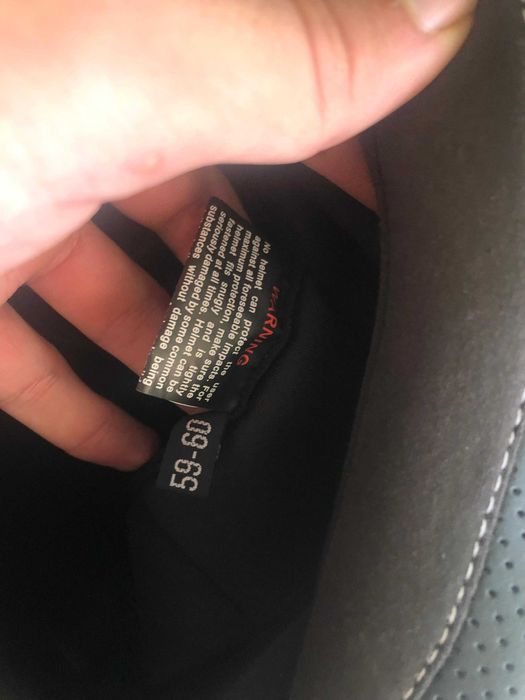 WARNING
No helmet can protect the user
against all foreseeable impacts. For
maximum protection make sure the
helmet fits snugly and is tightly
fastened at all times. Helmet can be
seriously damaged by some common
substances without damage being
59-60